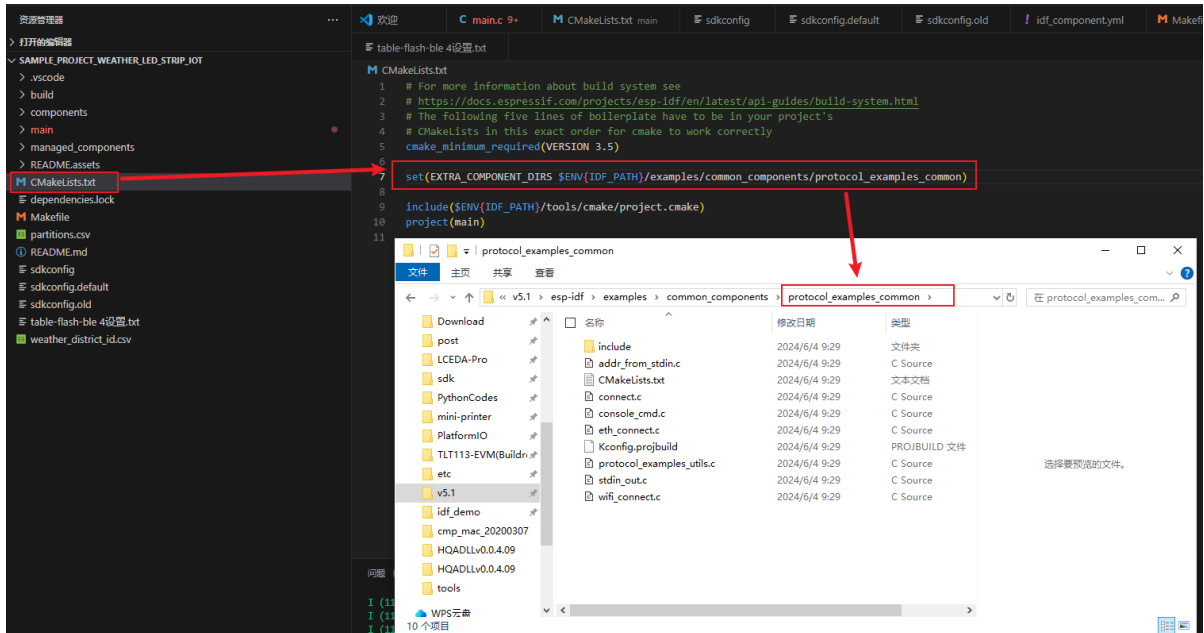 资源管理器
···
打开的编辑器
SAMPLE_PROJECT_WEATHER_LED_STRIP_IOT
.vscode
build
components
main
managed_components
README.assets
CMakeLists.txt
dependencies.lock
Makefile
partitions.csv
README.md
sdkconfig
sdkconfig.default
sdkconfig.old
table-flash-ble 4设置.txt
weather_district_id.csv
欢迎
main.c 9+
CMakeLists.txt main
sdkconfig
sdkconfig.default
sdkconfig.old
idf_component.yml
table-flash-ble 4设置.txt
CMakeLists.txt
1 # For more information about build system see
2 # https://docs.espressif.com/projects/esp-idf/en/latest/api-guides/build-system.html
3 # The following five lines of boilerplate have to be in your project's
4 # CMakeLists in this exact order for cmake to work correctly
5 cmake_minimum_required(VERSION 3.5)
6
7 set(EXTRA_COMPONENT_DIRS $ENV{IDF_PATH}/examples/common_components/protocol_examples_common)
8
9 include($ENV{IDF_PATH}/tools/cmake/project.cmake)
10 project(main)
11
protocol_examples_common
文件 主页 共享 查看
« v5.1 › esp-idf › examples › common_components › protocol_examples_common ›
在 protocol_examples_com...
Download
post
LCEDA-Pro
sdk
PythonCodes
mini-printer
PlatformIO
etc
v5.1
idf_demo
cmp_mac_20200307
HQADLLv0.0.4.09
HQADLLv0.0.4.09
tools
WPS云盘
名称 修改日期 类型
include 2024/6/4 9:29 文件夹
addr_from_stdin.c 2024/6/4 9:29 C Source
CMakeLists.txt 2024/6/4 9:29 文本文档
connect.c 2024/6/4 9:29 C Source
console_cmd.c 2024/6/4 9:29 C Source
eth_connect.c 2024/6/4 9:29 C Source
Kconfig.projbuild 2024/6/4 9:29 PROJBUILD 文件
protocol_examples_utils.c 2024/6/4 9:29 C Source
stdin_out.c 2024/6/4 9:29 C Source
wifi_connect.c 2024/6/4 9:29 C Source
选择要预览的文件。
10 个项目
问题
I (11
I (11
I (11